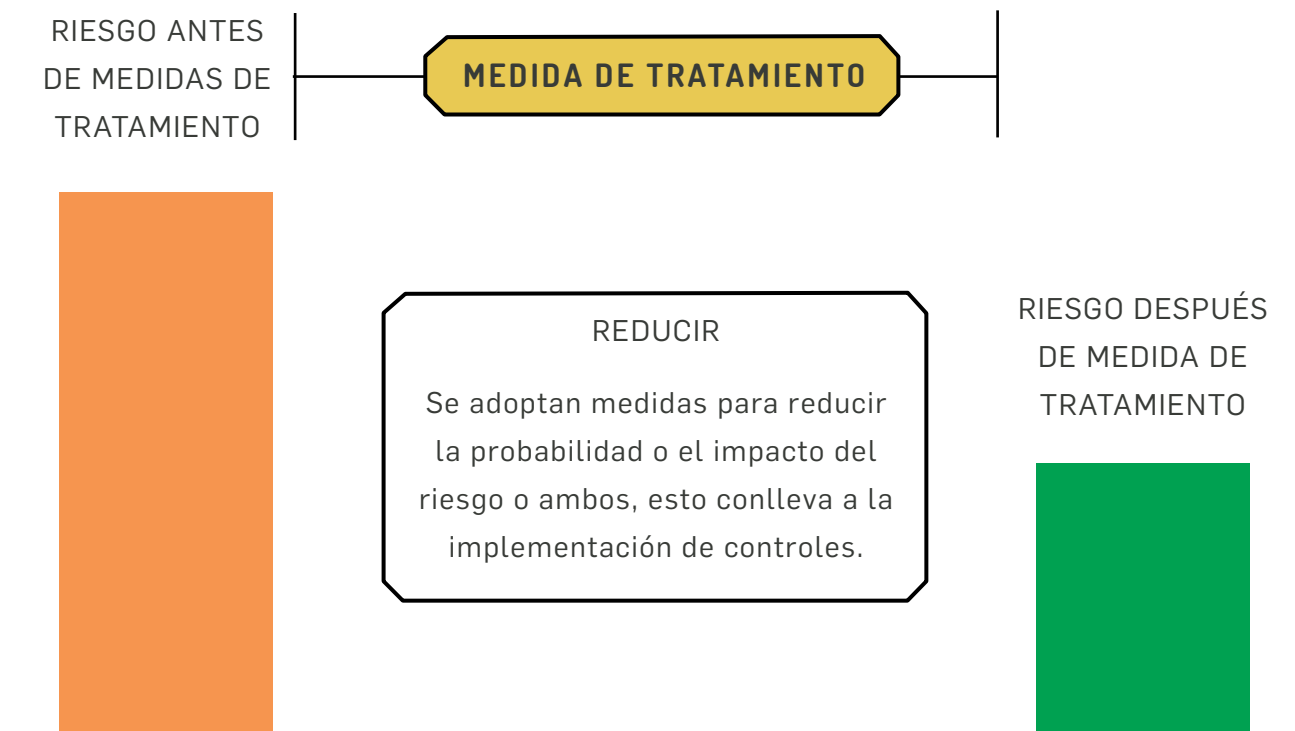 RIESGO ANTES
DE MEDIDAS DE
TRATAMIENTO
MEDIDA DE TRATAMIENTO
REDUCIR
Se adoptan medidas para reducir
la probabilidad o el impacto del
riesgo o ambos, esto conlleva a la
implementación de controles.
RIESGO DESPUÉS
DE MEDIDA DE
TRATAMIENTO